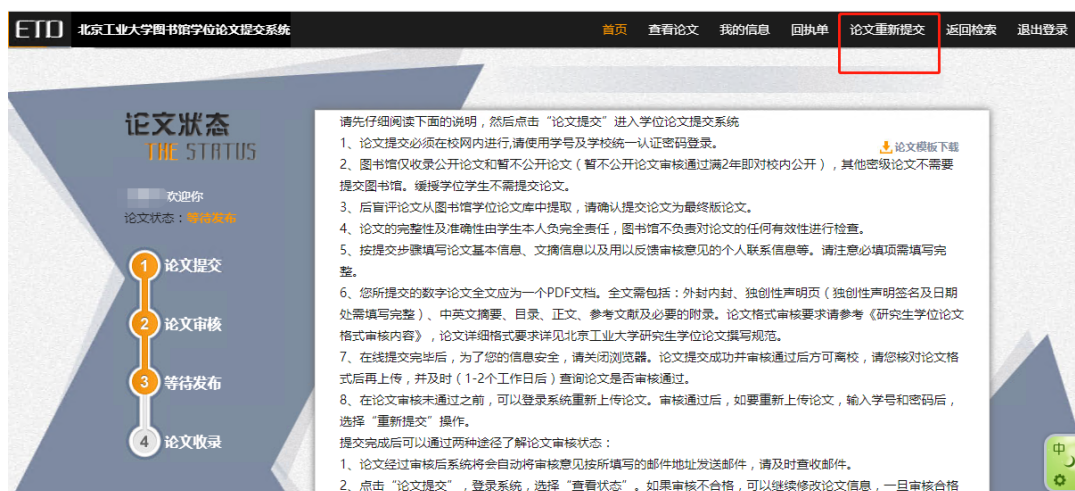 ETD 北京工业大学图书馆学位论文提交系统 首页 查看论文 我的信息 回执单 论文重新提交 返回检索 退出登录
论文状态
THE STATUS
欢迎你
论文状态：等待发布
1 论文提交
2 论文审核
3 等待发布
4 论文收录
请先仔细阅读下面的说明，然后点击“论文提交”进入学位论文提交系统
论文模板下载
1、论文提交必须在校网内进行,请使用学号及学校统一认证密码登录。
2、图书馆仅收录公开论文和暂不公开论文（暂不公开论文审核通过满2年即对校内公开），其他密级论文不需
要提交图书馆。缓授学位学生不需提交论文。
3、后盲评论文从图书馆学位论文库中提取，请确认提交论文为最终版论文。
4、论文的完整性及准确性由学生本人负完全责任，图书馆不负责对论文的任何有效性进行检查。
5、按提交步骤填写论文基本信息、文摘信息以及用以反馈审核意见的个人联系信息等。请注意必填项需填写完
整。
6、您所提交的数字论文全文应为一个PDF文档。全文需包括：外封内封、独创性声明页（独创性声明签名及日期
处需填写完整）、中英文摘要、目录、正文、参考文献及必要的附录。论文格式审核要求请参考《研究生学位论文
格式审核内容》，论文详细格式要求详见北京工业大学研究生学位论文撰写规范。
7、在线提交完毕后，为了您的信息安全，请关闭浏览器。论文提交成功并审核通过后方可离校，请您核对论文格
式后再上传，并及时（1-2个工作日后）查询论文是否审核通过。
8、在论文审核未通过之前，可以登录系统重新上传论文。审核通过后，如要重新上传论文，输入学号和密码后，
选择“重新提交”操作。
提交完成后可以通过两种途径了解论文审核状态：
1、论文经过审核后系统将会自动将审核意见按所填写的邮件地址发送邮件，请及时查收邮件。
2、点击“论文提交”，登录系统，选择“查看状态”。如果审核不合格，可以继续修改论文信息，一旦审核合格
中